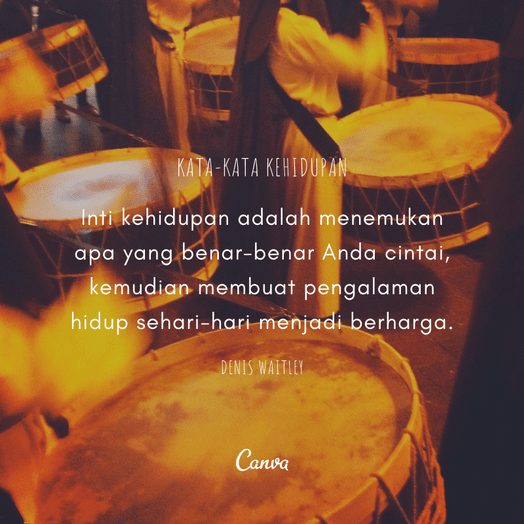 KATA-KATA KEHIDUPAN
Inti kehidupan adalah menemukan
apa yang benar-benar Anda cintai,
kemudian membuat pengalaman
hidup sehari-hari menjadi berharga.
DENIS WAITLEY
Canva